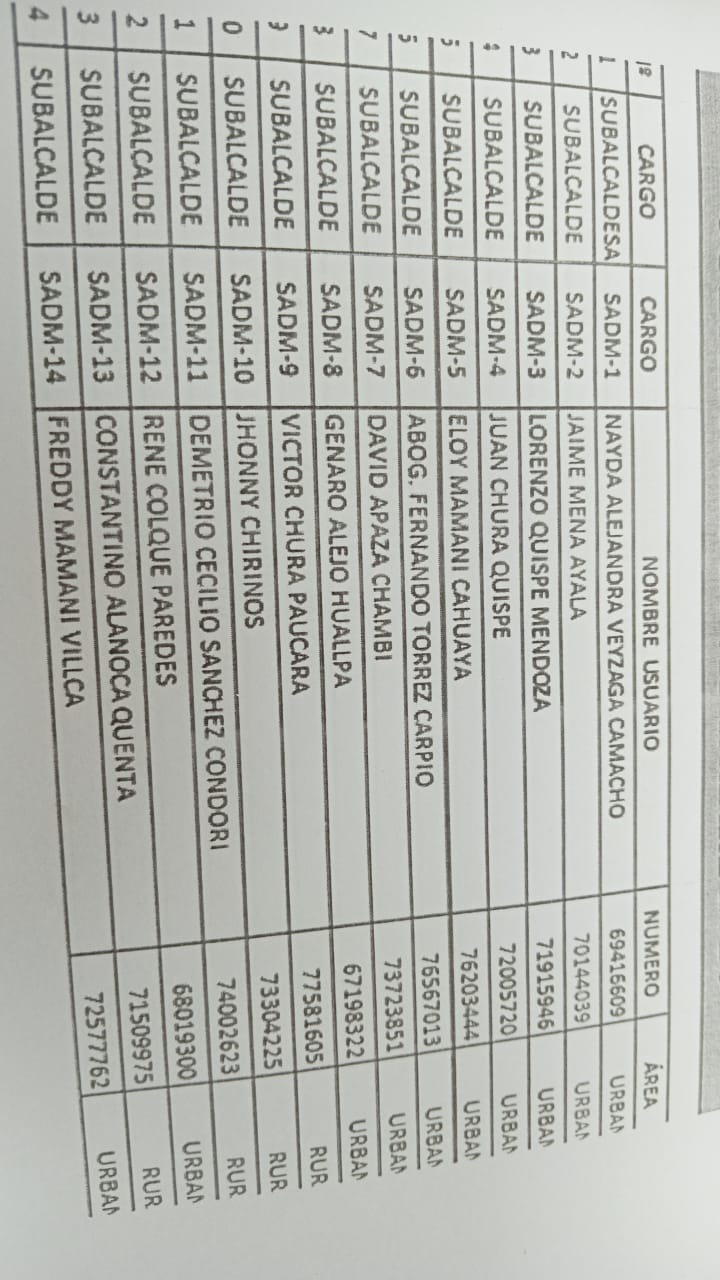 Nº CARGO CARGO NOMBRE USUARIO NUMERO ÁREA
1 SUBALCALDESA SADM-1 NAYDA ALEJANDRA VEYZAGA CAMACHO 69416609 URBAN
2 SUBALCALDE SADM-2 JAIME MENA AYALA 70144039 URBAN
3 SUBALCALDE SADM-3 LORENZO QUISPE MENDOZA 71915946 URBAN
4 SUBALCALDE SADM-4 JUAN CHURA QUISPE 72005720 URBAN
5 SUBALCALDE SADM-5 ELOY MAMANI CAHUAYA 76203444 URBAN
6 SUBALCALDE SADM-6 ABOG. FERNANDO TORREZ CARPIO 76567013 URBAN
7 SUBALCALDE SADM-7 DAVID APAZA CHAMBI 73723851 URBAN
8 SUBALCALDE SADM-8 GENARO ALEJO HUALLPA 67198322 URBAN
9 SUBALCALDE SADM-9 VICTOR CHURA PAUCARA 77581605 RUR
0 SUBALCALDE SADM-10 JHONNY CHIRINOS 73304225 RUR
1 SUBALCALDE SADM-11 DEMETRIO CECILIO SANCHEZ CONDORI 74002623 RUR
2 SUBALCALDE SADM-12 RENE COLQUE PAREDES 68019300 URBAN
3 SUBALCALDE SADM-13 CONSTANTINO ALANOCA QUENTA 71509975 RUR
4 SUBALCALDE SADM-14 FREDDY MAMANI VILLCA 72577762 URBAN